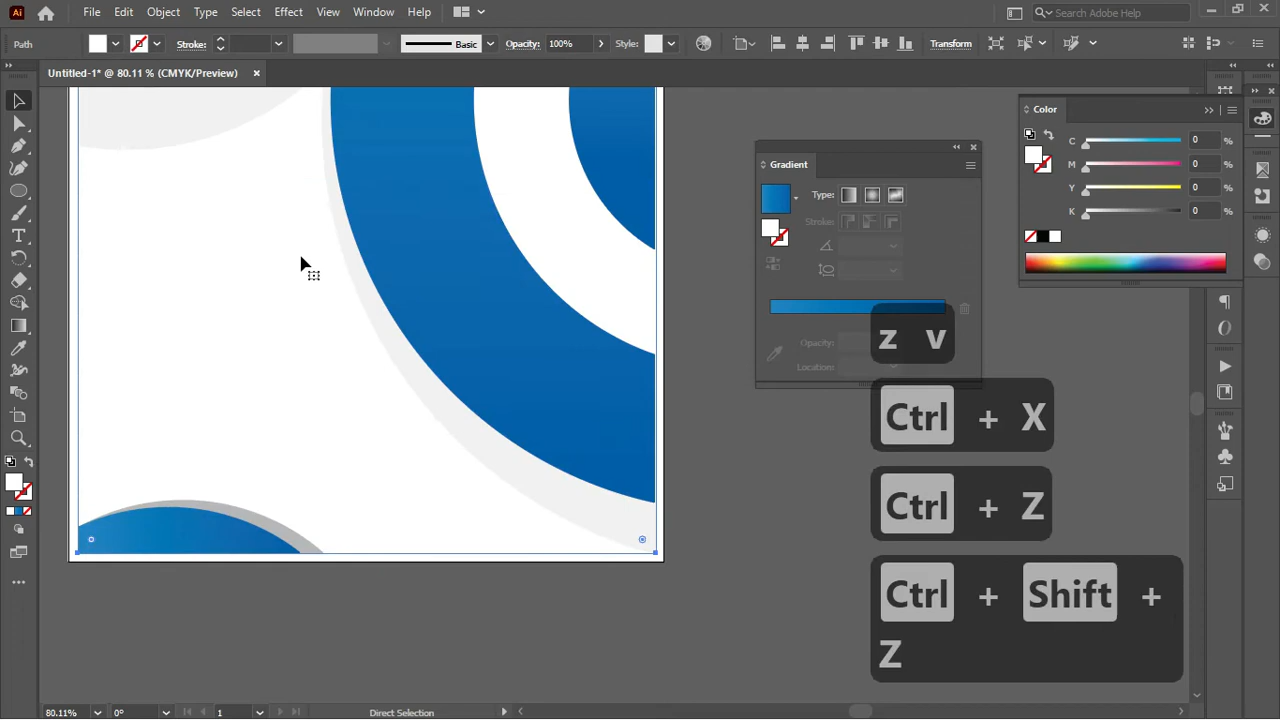 Ai File Edit Object Type Select Effect View Window Help Search Adobe Help
Path Stroke: Basic Opacity: 100% Style: Transform
Untitled-1* @ 80.11 % (CMYK/Preview)
Color
C 0 %
M 0 %
Y 0 %
K 0 %
Gradient
Type:
Stroke:
Opacity:
Location:
z v
Ctrl + X
Ctrl + Z
Ctrl + Shift +
Z
80.11% 0° 1 Direct Selection